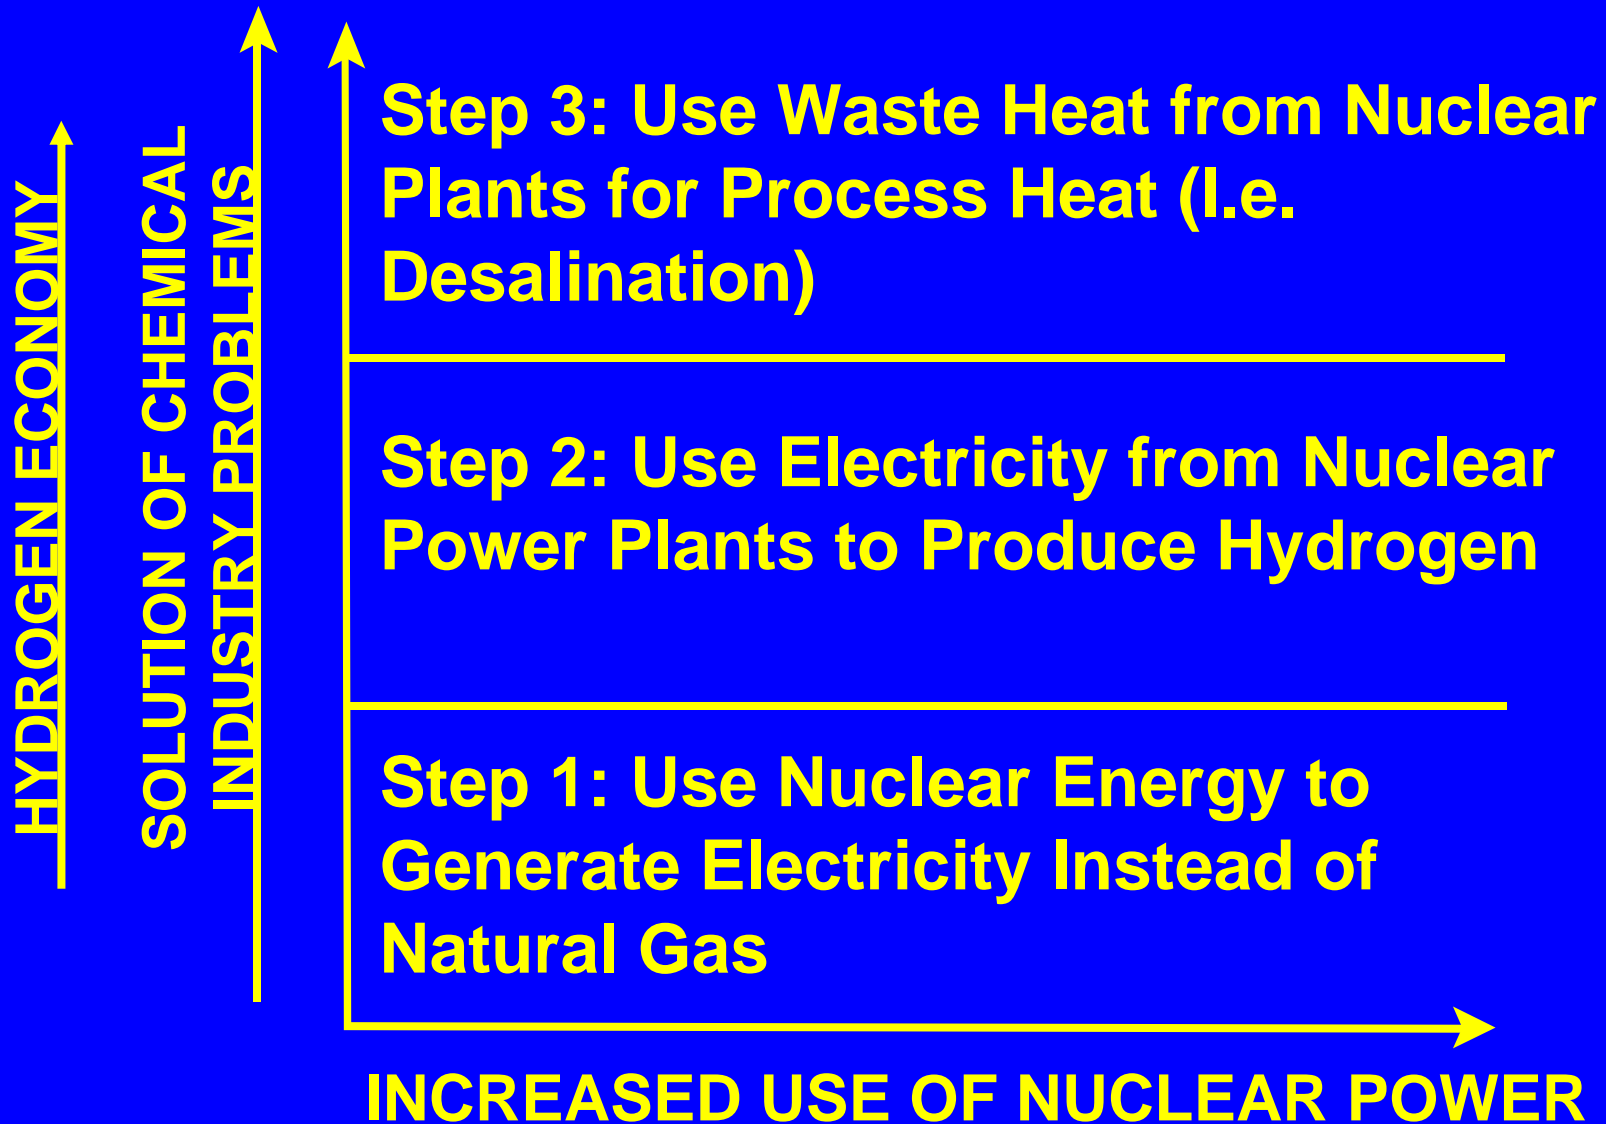 HYDROGEN ECONOMY
SOLUTION OF CHEMICAL
INDUSTRY PROBLEMS
Step 3: Use Waste Heat from Nuclear
Plants for Process Heat (I.e.
Desalination)
Step 2: Use Electricity from Nuclear
Power Plants to Produce Hydrogen
Step 1: Use Nuclear Energy to
Generate Electricity Instead of
Natural Gas
INCREASED USE OF NUCLEAR POWER